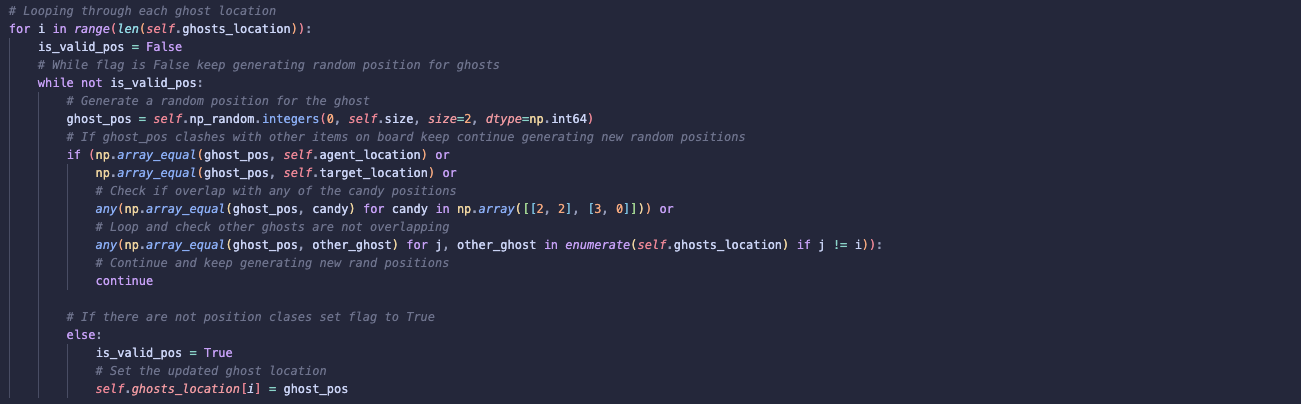 # Looping through each ghost location
for i in range(len(self.ghosts_location)):
    is_valid_pos = False
    # While flag is False keep generating random position for ghosts
    while not is_valid_pos:
        # Generate a random position for the ghost
        ghost_pos = self.np_random.integers(0, self.size, size=2, dtype=np.int64)
        # If ghost_pos clashes with other items on board keep continue generating new random positions
        if (np.array_equal(ghost_pos, self.agent_location) or
            np.array_equal(ghost_pos, self.target_location) or
            # Check if overlap with any of the candy positions
            any(np.array_equal(ghost_pos, candy) for candy in np.array([[2, 2], [3, 0]])) or
            # Loop and check other ghosts are not overlapping
            any(np.array_equal(ghost_pos, other_ghost) for j, other_ghost in enumerate(self.ghosts_location) if j != i)):
            # Continue and keep generating new rand positions
            continue

        # If there are not position clases set flag to True
        else:
            is_valid_pos = True
            # Set the updated ghost location
            self.ghosts_location[i] = ghost_pos